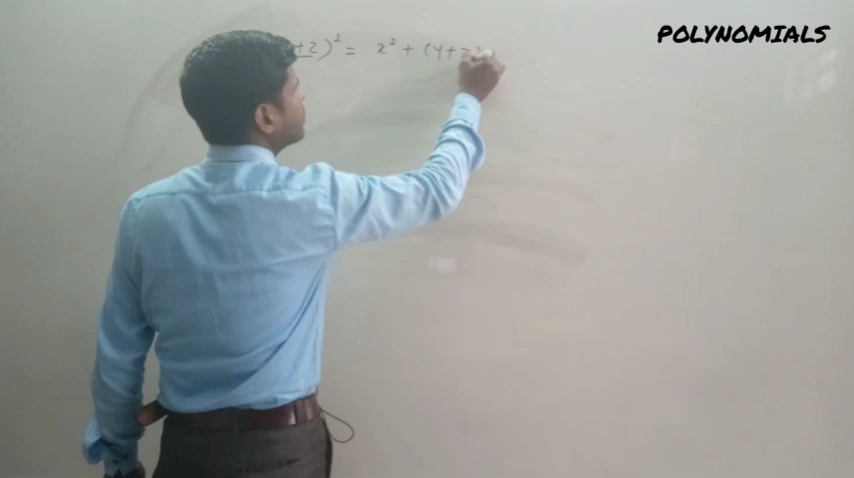 POLYNOMIALS
+z)² = x² + (y+z